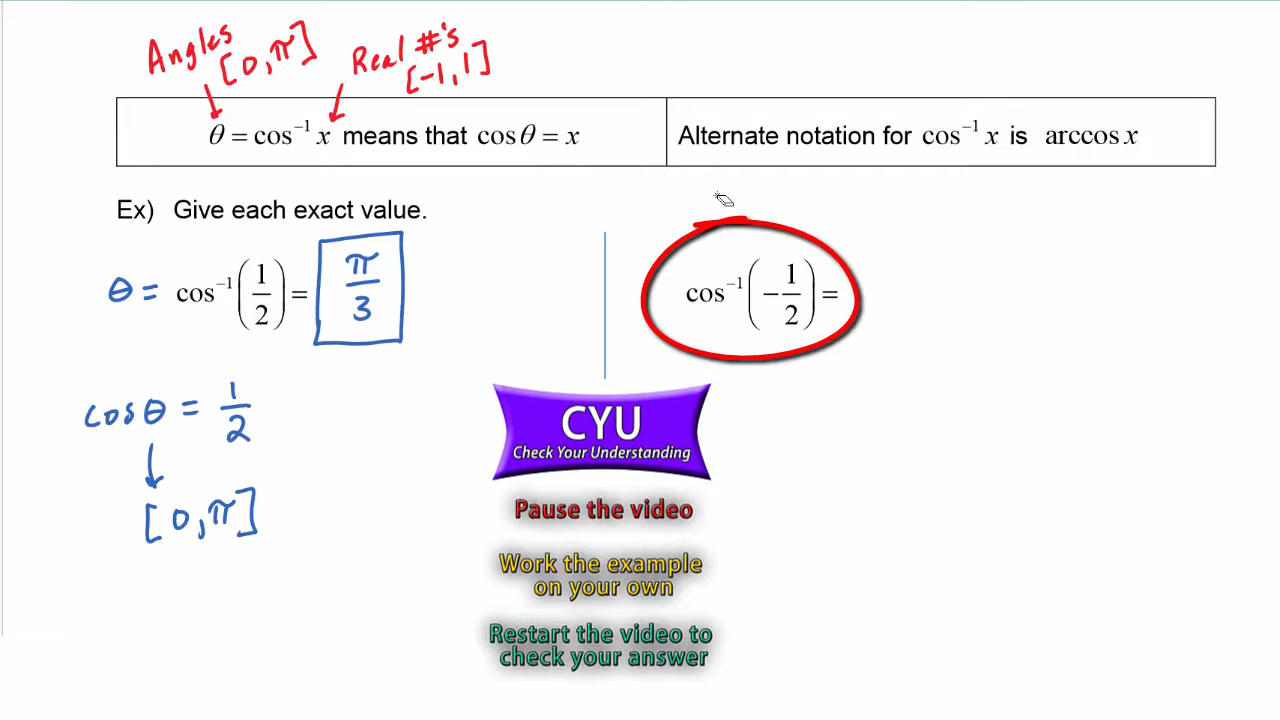 Angles [0, π]
Real #'s [-1, 1]
θ = cos⁻¹ x means that cos θ = x
Alternate notation for cos⁻¹ x is arccos x
Ex) Give each exact value.
θ = cos⁻¹(1/2) = π/3
cos⁻¹(−1/2) =
cosθ = 1/2
[0, π]
CYU
Check Your Understanding
Pause the video
Work the example
on your own
Restart the video to
check your answer